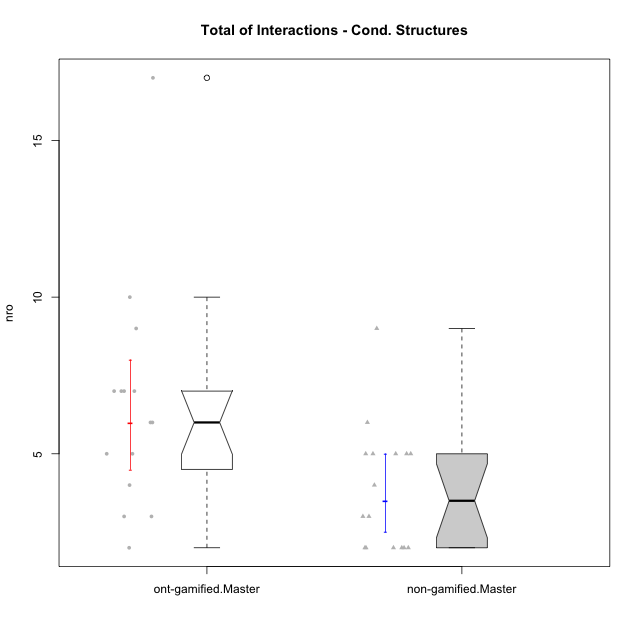 Total of Interactions - Cond. Structures
15
10
5
nro
ont-gamified.Master
non-gamified.Master